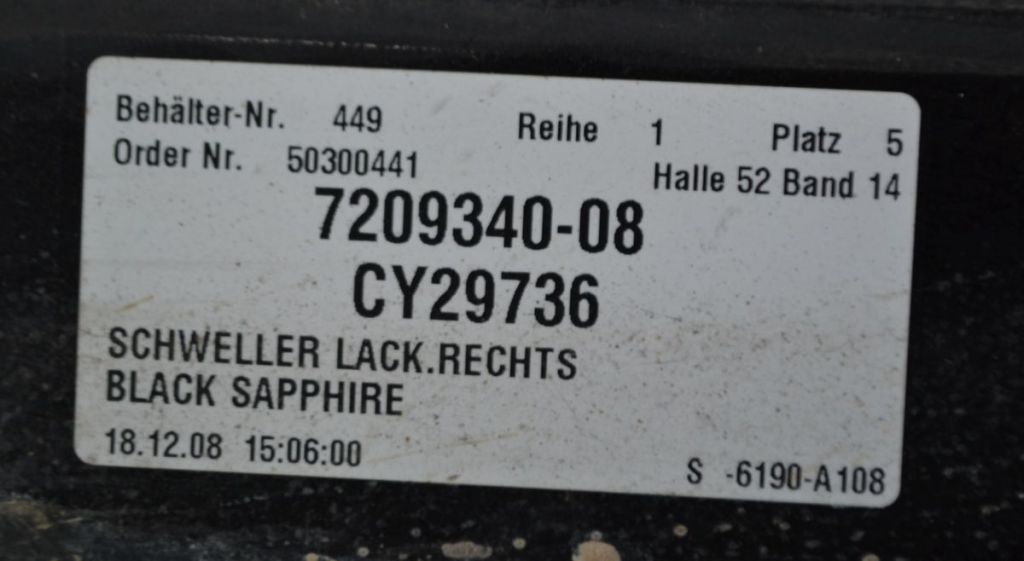 Behälter-Nr. 449 Reihe 1 Platz 5
Order Nr. 50300441 Halle 52 Band 14
7209340-08
CY29736
SCHWELLER LACK.RECHTS
BLACK SAPPHIRE
18.12.08 15:06:00 S -6190-A108